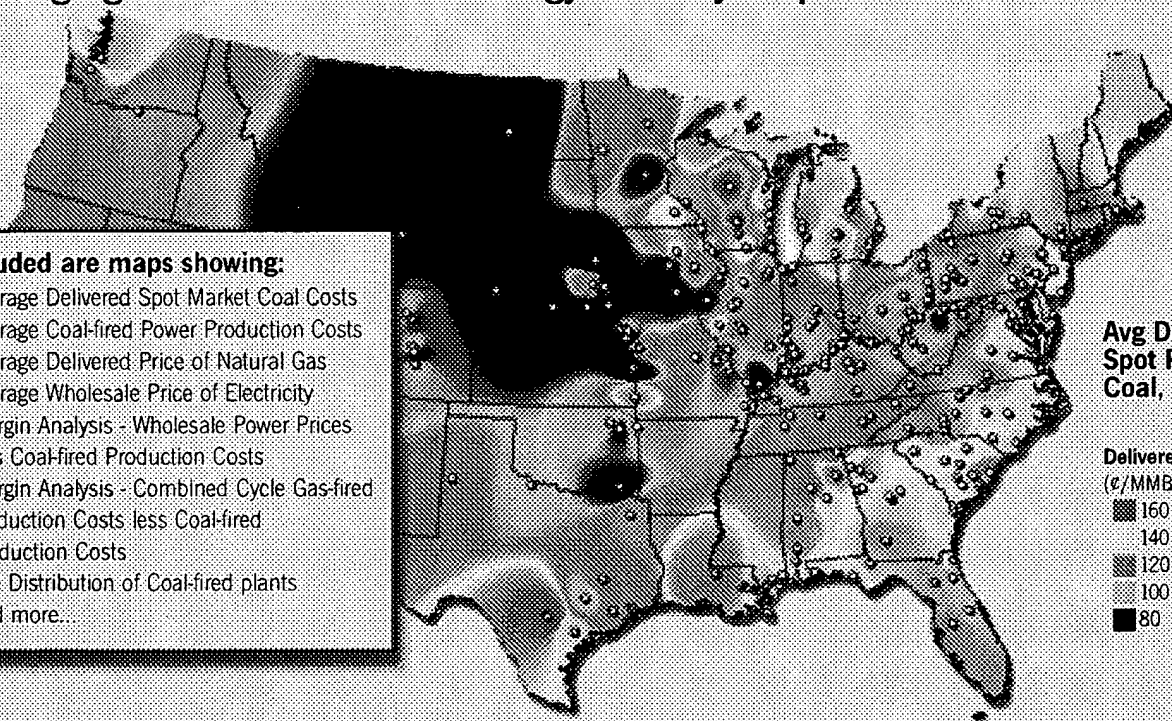 uded are maps showing:
rage Delivered Spot Market Coal Costs
rage Coal-fired Power Production Costs
rage Delivered Price of Natural Gas
rage Wholesale Price of Electricity
rgin Analysis - Wholesale Power Prices
s Coal-fired Production Costs
rgin Analysis - Combined Cycle Gas-fired
duction Costs less Coal-fired
duction Costs
Distribution of Coal-fired plants
d more...
Avg D
Spot P
Coal,
Delivere
(¢/MMB
160
140
120
100
80